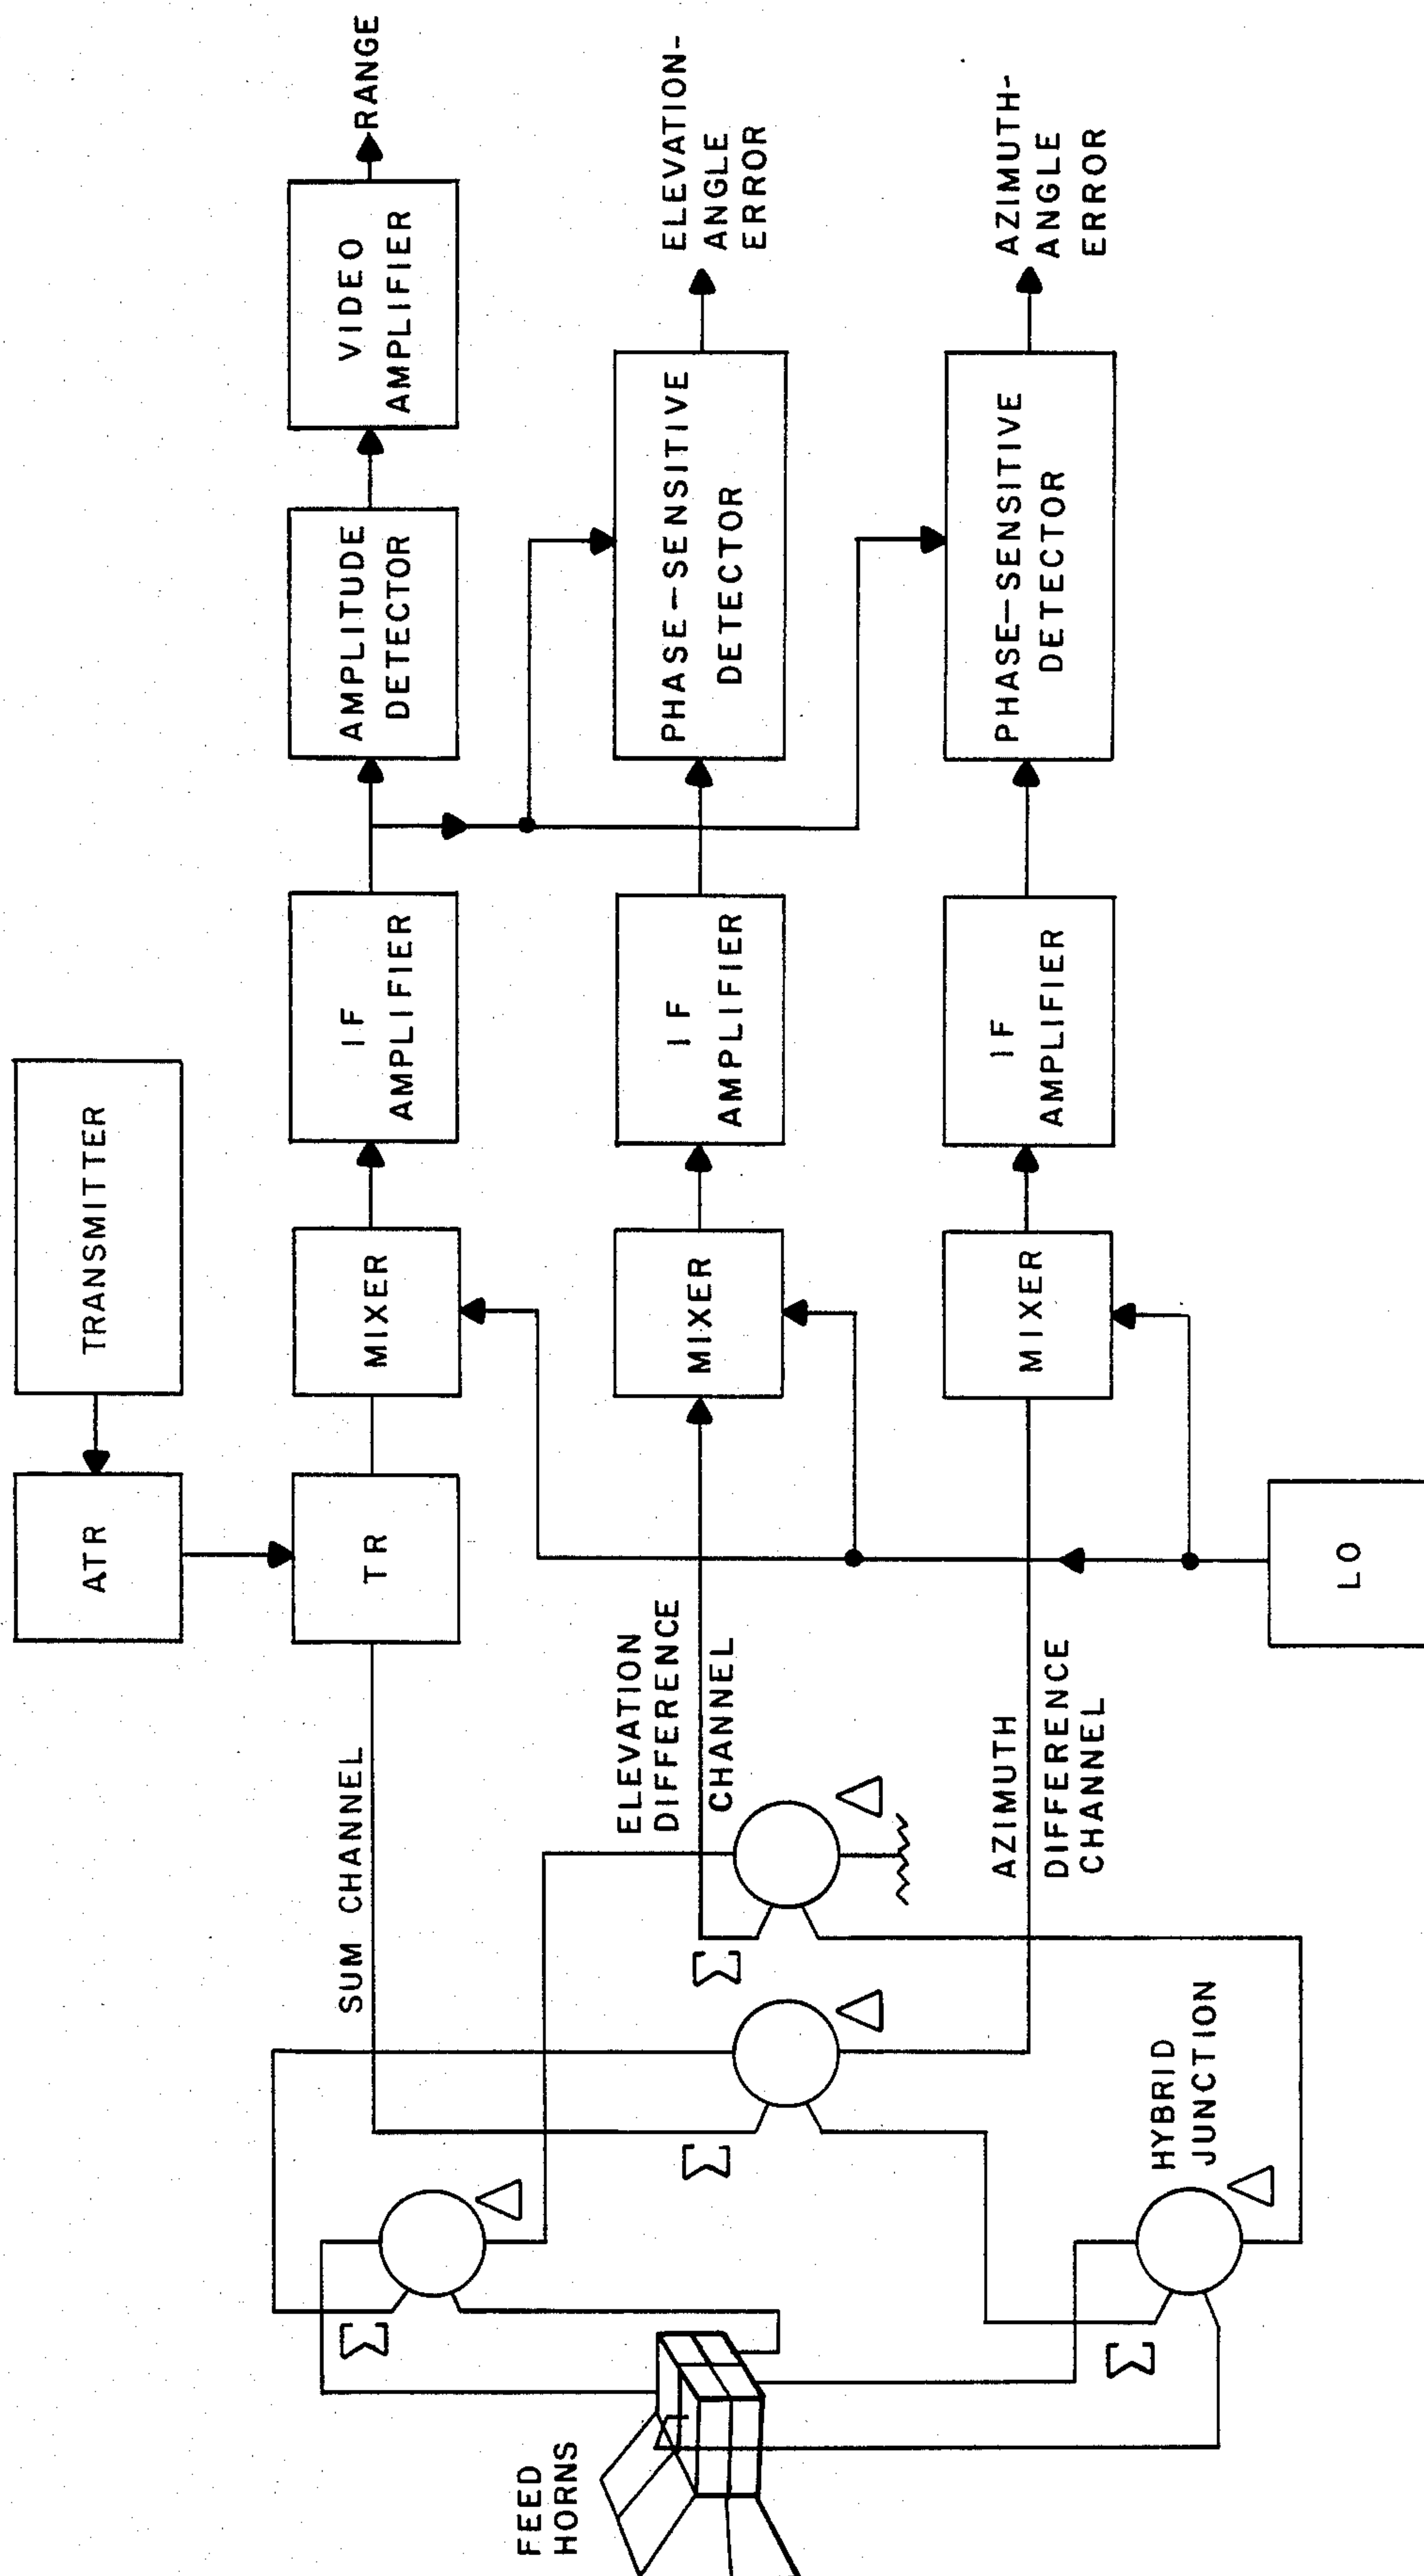 TRANSMITTER
ATR
RANGE
VIDEO
AMPLIFIER
AMPLITUDE
DETECTOR
IF
AMPLIFIER
MIXER
TR
SUM CHANNEL
Σ
Δ
ELEVATION-
ANGLE
ERROR
PHASE-SENSITIVE
DETECTOR
IF
AMPLIFIER
MIXER
ELEVATION
DIFFERENCE
CHANNEL
Σ
Δ
Σ
Δ
FEED
HORNS
AZIMUTH-
ANGLE
ERROR
PHASE-SENSITIVE
DETECTOR
IF
AMPLIFIER
MIXER
AZIMUTH
DIFFERENCE
CHANNEL
HYBRID
JUNCTION
Σ
Δ
LO